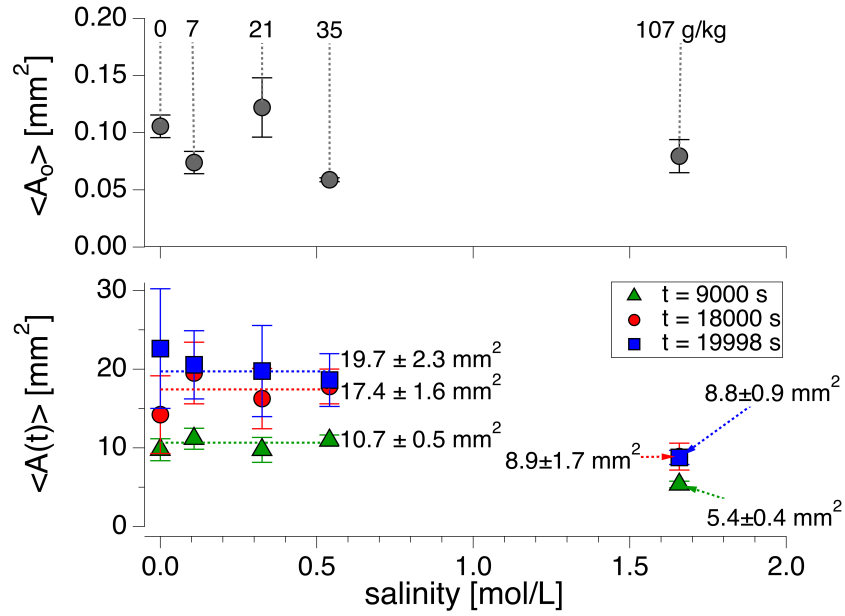 0 7 21 35 107 g/kg
0.20
0.15
0.10
0.05
0.00
<A₀> [mm²]
30
20
10
0
<A(t)> [mm²]
t = 9000 s
t = 18000 s
t = 19998 s
19.7 ± 2.3 mm²
17.4 ± 1.6 mm²
10.7 ± 0.5 mm²
8.8±0.9 mm²
8.9±1.7 mm²
5.4±0.4 mm²
0.0 0.5 1.0 1.5 2.0
salinity [mol/L]